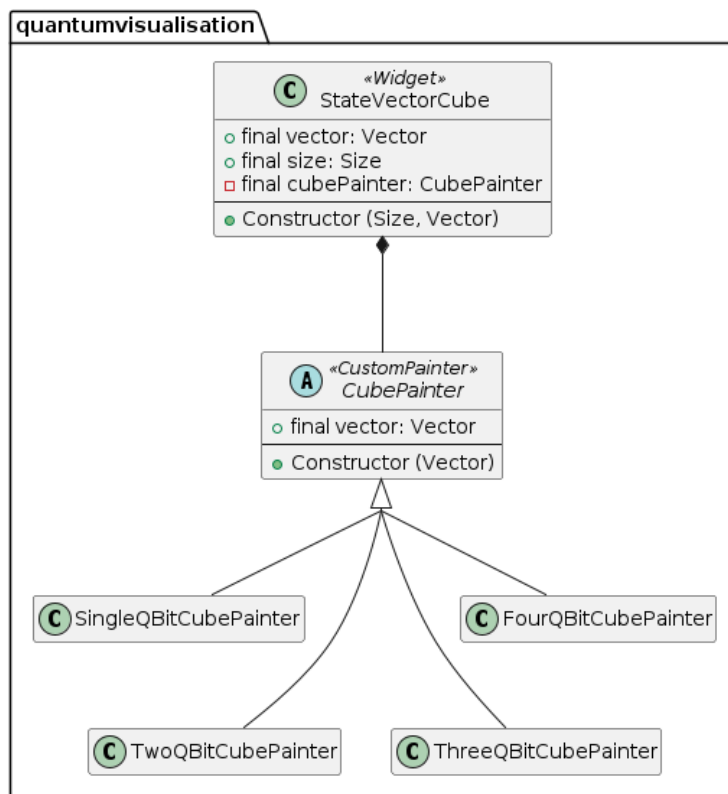 quantumvisualisation
C
«Widget»
StateVectorCube
final vector: Vector
final size: Size
final cubePainter: CubePainter
Constructor (Size, Vector)
A
«CustomPainter»
CubePainter
final vector: Vector
Constructor (Vector)
C SingleQBitCubePainter
C FourQBitCubePainter
C TwoQBitCubePainter
C ThreeQBitCubePainter